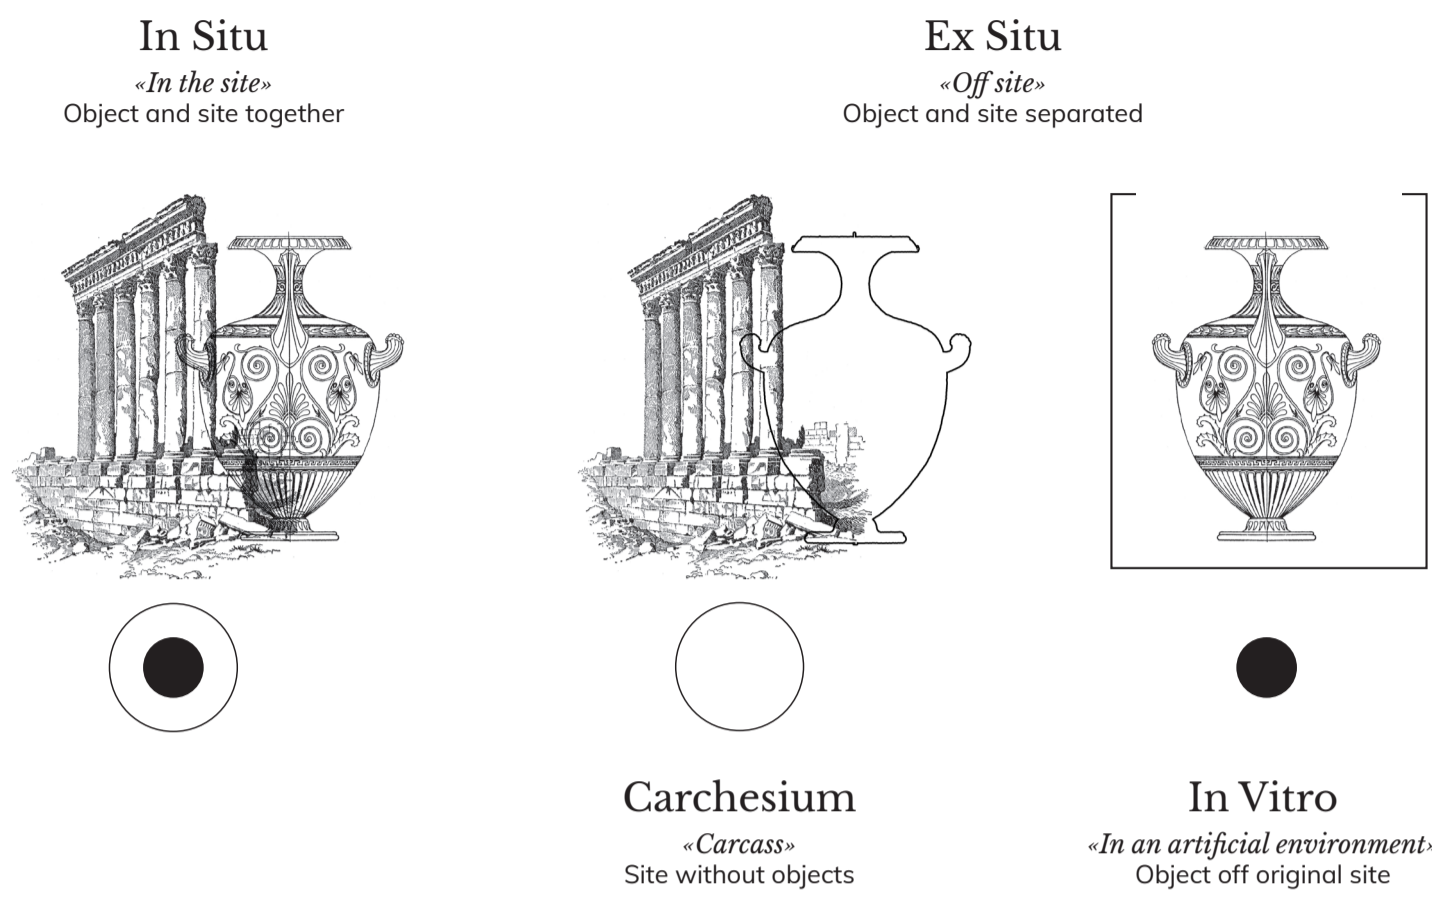 In Situ
«In the site»
Object and site together
Ex Situ
«Off site»
Object and site separated
Carchesium
«Carcass»
Site without objects
In Vitro
«In an artificial environment»
Object off original site